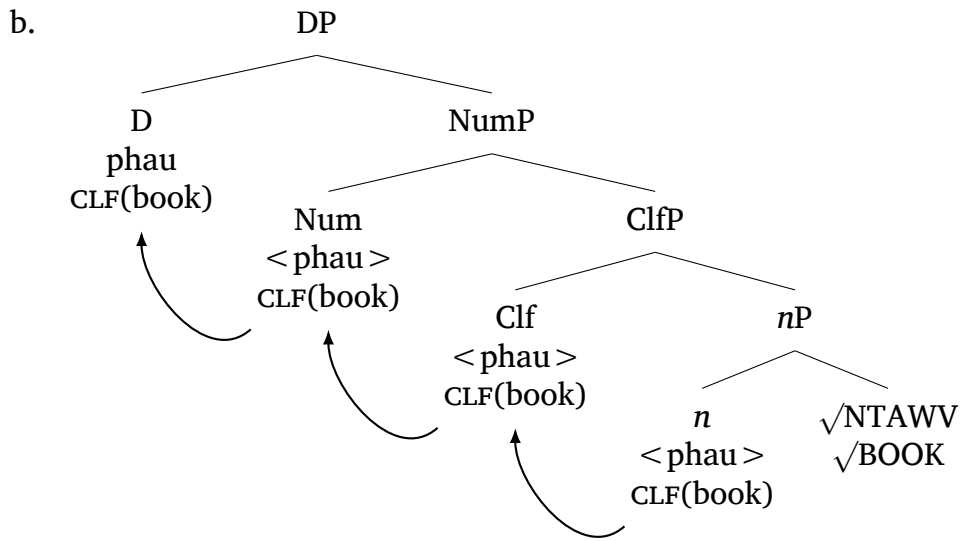 b.
DP
D
phau
CLF(book)
NumP
Num
<phau>
CLF(book)
ClfP
Clf
<phau>
CLF(book)
nP
n
<phau>
CLF(book)
√NTAWV
√BOOK